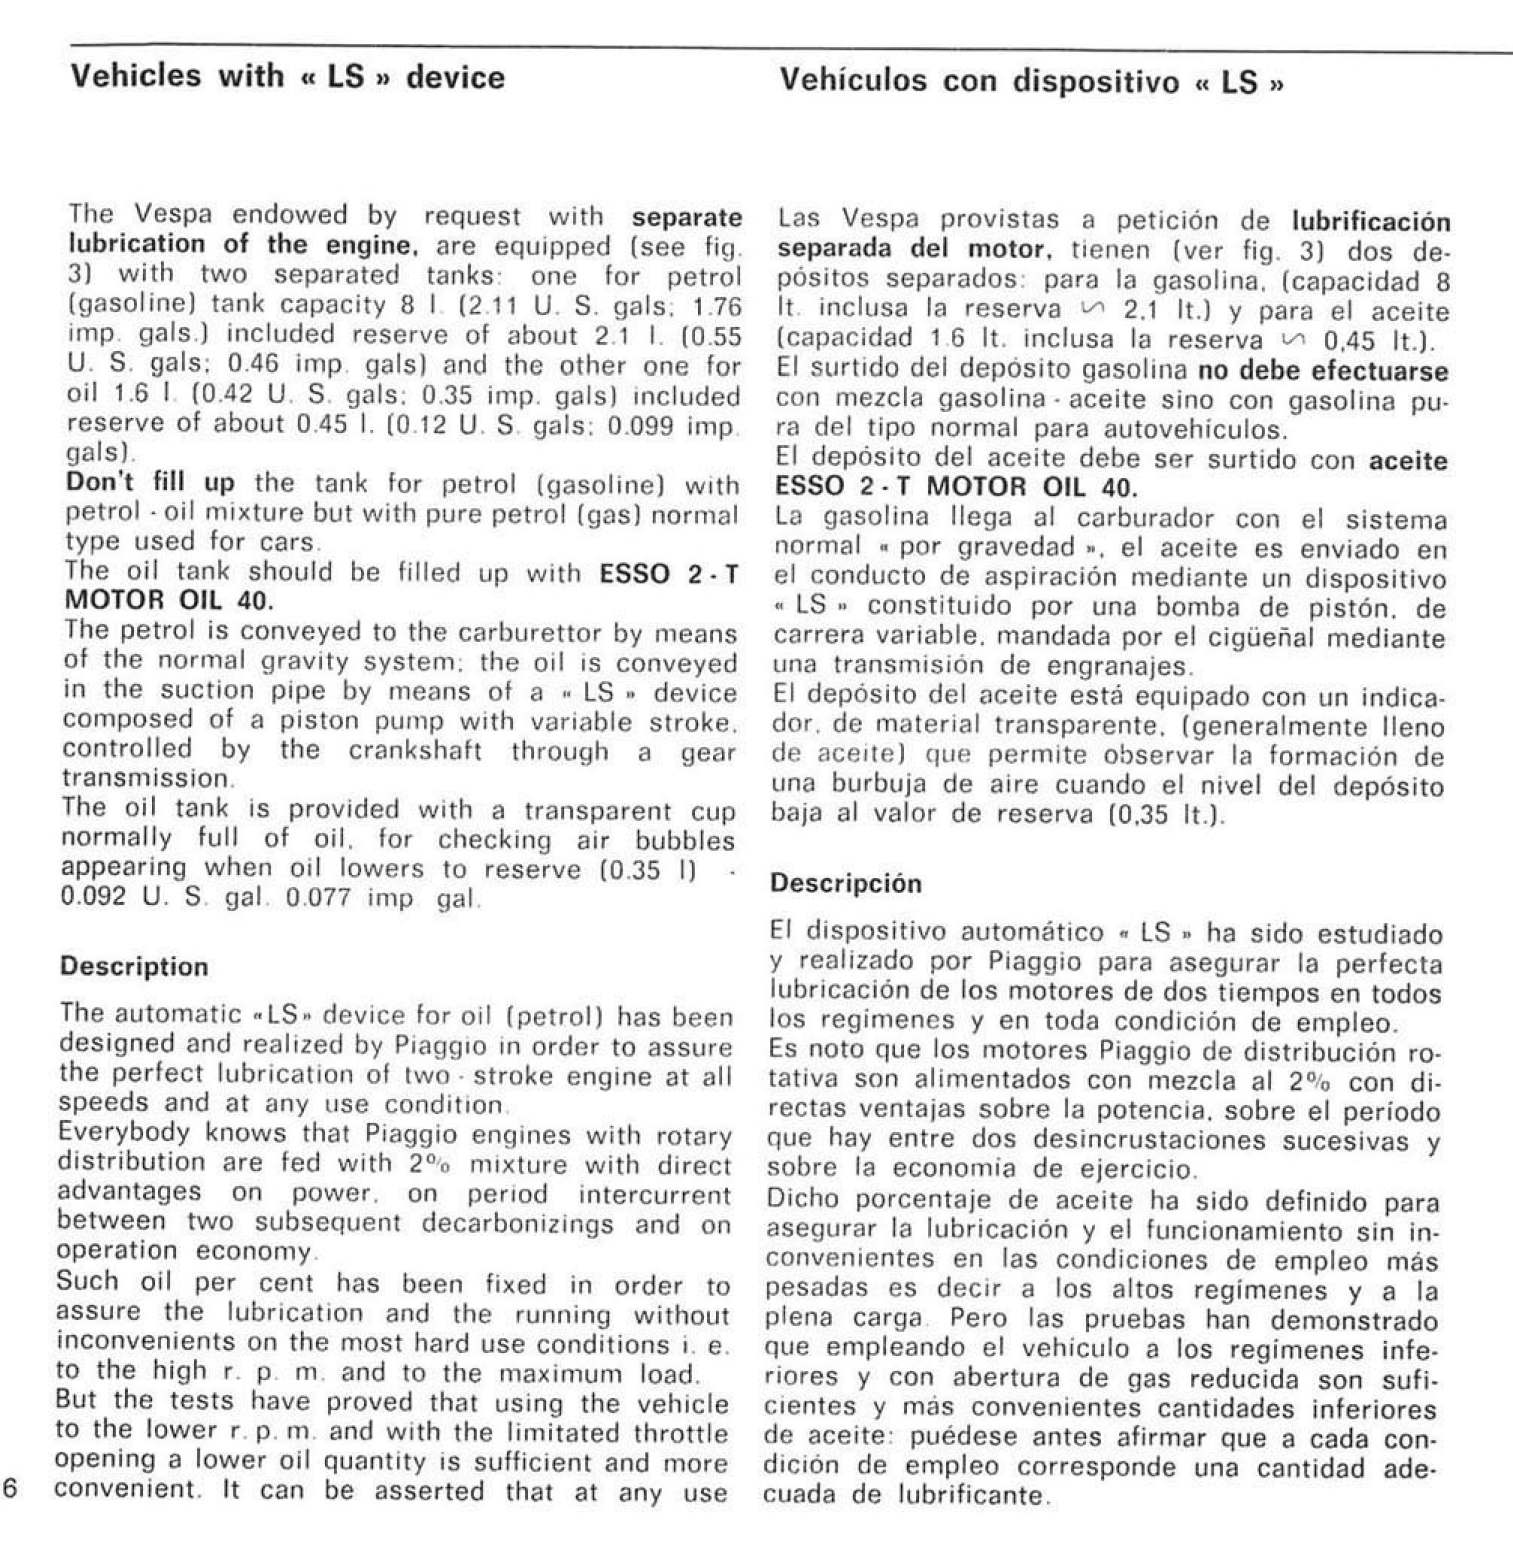 Vehicles with « LS » device
The Vespa endowed by request with separate
lubrication of the engine, are equipped (see fig.
3) with two separated tanks: one for petrol
(gasoline) tank capacity 8 l. (2.11 U. S. gals; 1.76
imp. gals.) included reserve of about 2.1 l. (0.55
U. S. gals; 0.46 imp. gals) and the other one for
oil 1.6 l. (0.42 U. S. gals; 0.35 imp. gals) included
reserve of about 0.45 l. (0.12 U. S. gals; 0.099 imp.
gals).
Don't fill up the tank for petrol (gasoline) with
petrol - oil mixture but with pure petrol (gas) normal
type used for cars.
The oil tank should be filled up with ESSO 2 - T
MOTOR OIL 40.
The petrol is conveyed to the carburettor by means
of the normal gravity system; the oil is conveyed
in the suction pipe by means of a « LS » device
composed of a piston pump with variable stroke,
controlled by the crankshaft through a gear
transmission.
The oil tank is provided with a transparent cup
normally full of oil, for checking air bubbles
appearing when oil lowers to reserve (0.35 l) -
0.092 U. S. gal. 0.077 imp gal.
Description
The automatic «LS» device for oil (petrol) has been
designed and realized by Piaggio in order to assure
the perfect lubrication of two - stroke engine at all
speeds and at any use condition.
Everybody knows that Piaggio engines with rotary
distribution are fed with 2% mixture with direct
advantages on power, on period intercurrent
between two subsequent decarbonizings and on
operation economy.
Such oil per cent has been fixed in order to
assure the lubrication and the running without
inconvenients on the most hard use conditions i. e.
to the high r. p. m. and to the maximum load.
But the tests have proved that using the vehicle
to the lower r. p. m. and with the limitated throttle
opening a lower oil quantity is sufficient and more
convenient. It can be asserted that at any use
6
Vehículos con dispositivo « LS »
Las Vespa provistas a petición de lubrificación
separada del motor, tienen (ver fig. 3) dos de-
pósitos separados: para la gasolina, (capacidad 8
lt. inclusa la reserva ∽ 2,1 lt.) y para el aceite
(capacidad 1.6 lt. inclusa la reserva ∽ 0,45 lt.).
El surtido del depósito gasolina no debe efectuarse
con mezcla gasolina - aceite sino con gasolina pu-
ra del tipo normal para autovehículos.
El depósito del aceite debe ser surtido con aceite
ESSO 2 - T MOTOR OIL 40.
La gasolina llega al carburador con el sistema
normal « por gravedad », el aceite es enviado en
el conducto de aspiración mediante un dispositivo
« LS » constituido por una bomba de pistón, de
carrera variable, mandada por el cigüeñal mediante
una transmisión de engranajes.
El depósito del aceite está equipado con un indica-
dor, de material transparente, (generalmente lleno
de aceite) que permite observar la formación de
una burbuja de aire cuando el nivel del depósito
baja al valor de reserva (0,35 lt.).
Descripción
El dispositivo automático « LS » ha sido estudiado
y realizado por Piaggio para asegurar la perfecta
lubricación de los motores de dos tiempos en todos
los regímenes y en toda condición de empleo.
Es noto que los motores Piaggio de distribución ro-
tativa son alimentados con mezcla al 2% con di-
rectas ventajas sobre la potencia, sobre el período
que hay entre dos desincrustaciones sucesivas y
sobre la economía de ejercicio.
Dicho porcentaje de aceite ha sido definido para
asegurar la lubricación y el funcionamiento sin in-
convenientes en las condiciones de empleo más
pesadas es decir a los altos regímenes y a la
plena carga. Pero las pruebas han demonstrado
que empleando el vehículo a los regímenes infe-
riores y con abertura de gas reducida son sufi-
cientes y más convenientes cantidades inferiores
de aceite: puédese antes afirmar que a cada con-
dición de empleo corresponde una cantidad ade-
cuada de lubrificante.